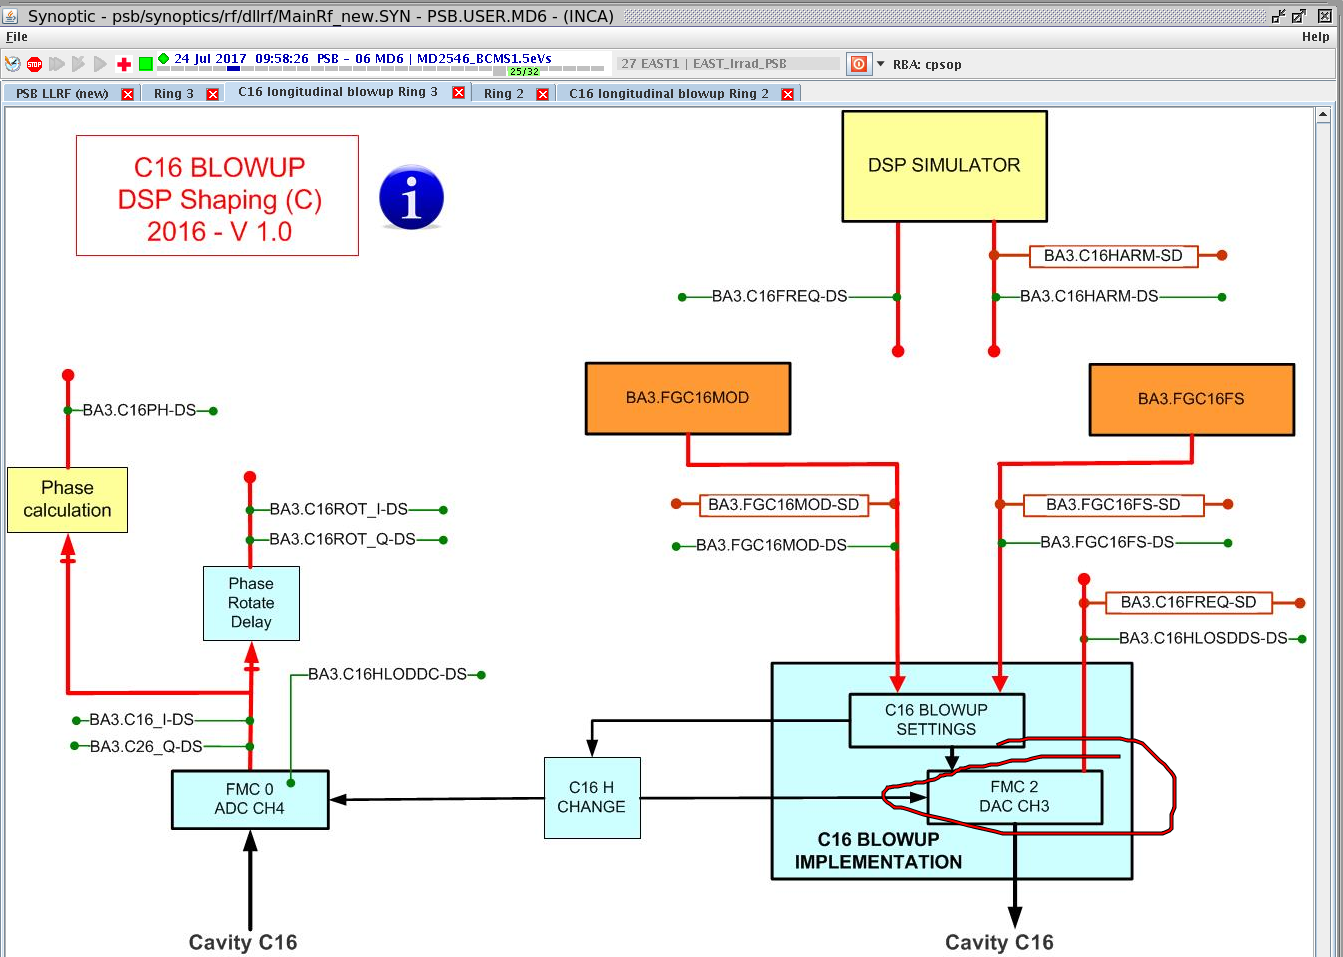 Synoptic - psb/synoptics/rf/dllrf/MainRf_new.SYN - PSB.USER.MD6 - (INCA)
File
Help
STOP
24 Jul 2017 09:58:26 PSB - 06 MD6 | MD2546_BCMS1.5eVs
25/32
27 EAST1 | EAST_Irrad_PSB
RBA: cpsop
PSB LLRF (new)
Ring 3
C16 longitudinal blowup Ring 3
Ring 2
C16 longitudinal blowup Ring 2
C16 BLOWUP
DSP Shaping (C)
2016 - V 1.0
i
DSP SIMULATOR
BA3.C16HARM-SD
BA3.C16FREQ-DS
BA3.C16HARM-DS
BA3.FGC16MOD
BA3.FGC16FS
BA3.C16PH-DS
Phase
calculation
BA3.C16ROT_I-DS
BA3.C16ROT_Q-DS
BA3.FGC16MOD-SD
BA3.FGC16FS-SD
BA3.FGC16MOD-DS
BA3.FGC16FS-DS
Phase
Rotate
Delay
BA3.C16FREQ-SD
BA3.C16HLOSDDS-DS
BA3.C16HLODDC-DS
BA3.C16_I-DS
BA3.C26_Q-DS
C16 BLOWUP
SETTINGS
FMC 0
ADC CH4
C16 H
CHANGE
FMC 2
DAC CH3
C16 BLOWUP
IMPLEMENTATION
Cavity C16
Cavity C16